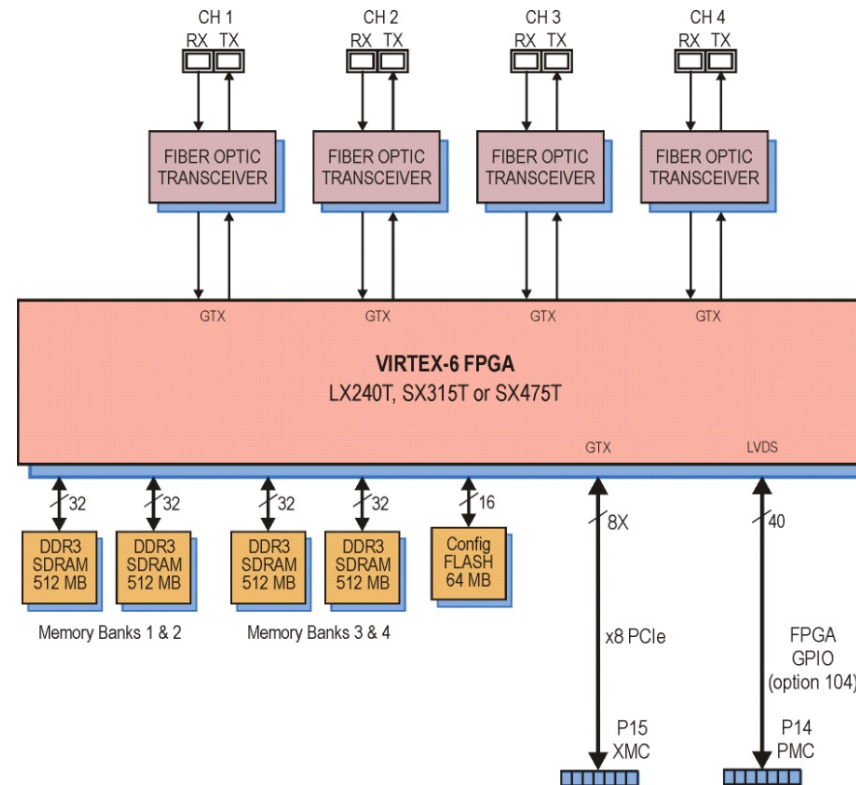 CH 1 CH 2 CH 3 CH 4
RX TX RX TX RX TX RX TX
FIBER OPTIC TRANSCEIVER
FIBER OPTIC TRANSCEIVER
FIBER OPTIC TRANSCEIVER
FIBER OPTIC TRANSCEIVER
GTX GTX GTX GTX
VIRTEX-6 FPGA
LX240T, SX315T or SX475T
GTX LVDS
32 32 32 32 16 8X 40
DDR3 SDRAM 512 MB
DDR3 SDRAM 512 MB
DDR3 SDRAM 512 MB
DDR3 SDRAM 512 MB
Config FLASH 64 MB
Memory Banks 1 & 2 Memory Banks 3 & 4
x8 PCIe
FPGA
GPIO
(option 104)
P15
XMC
P14
PMC